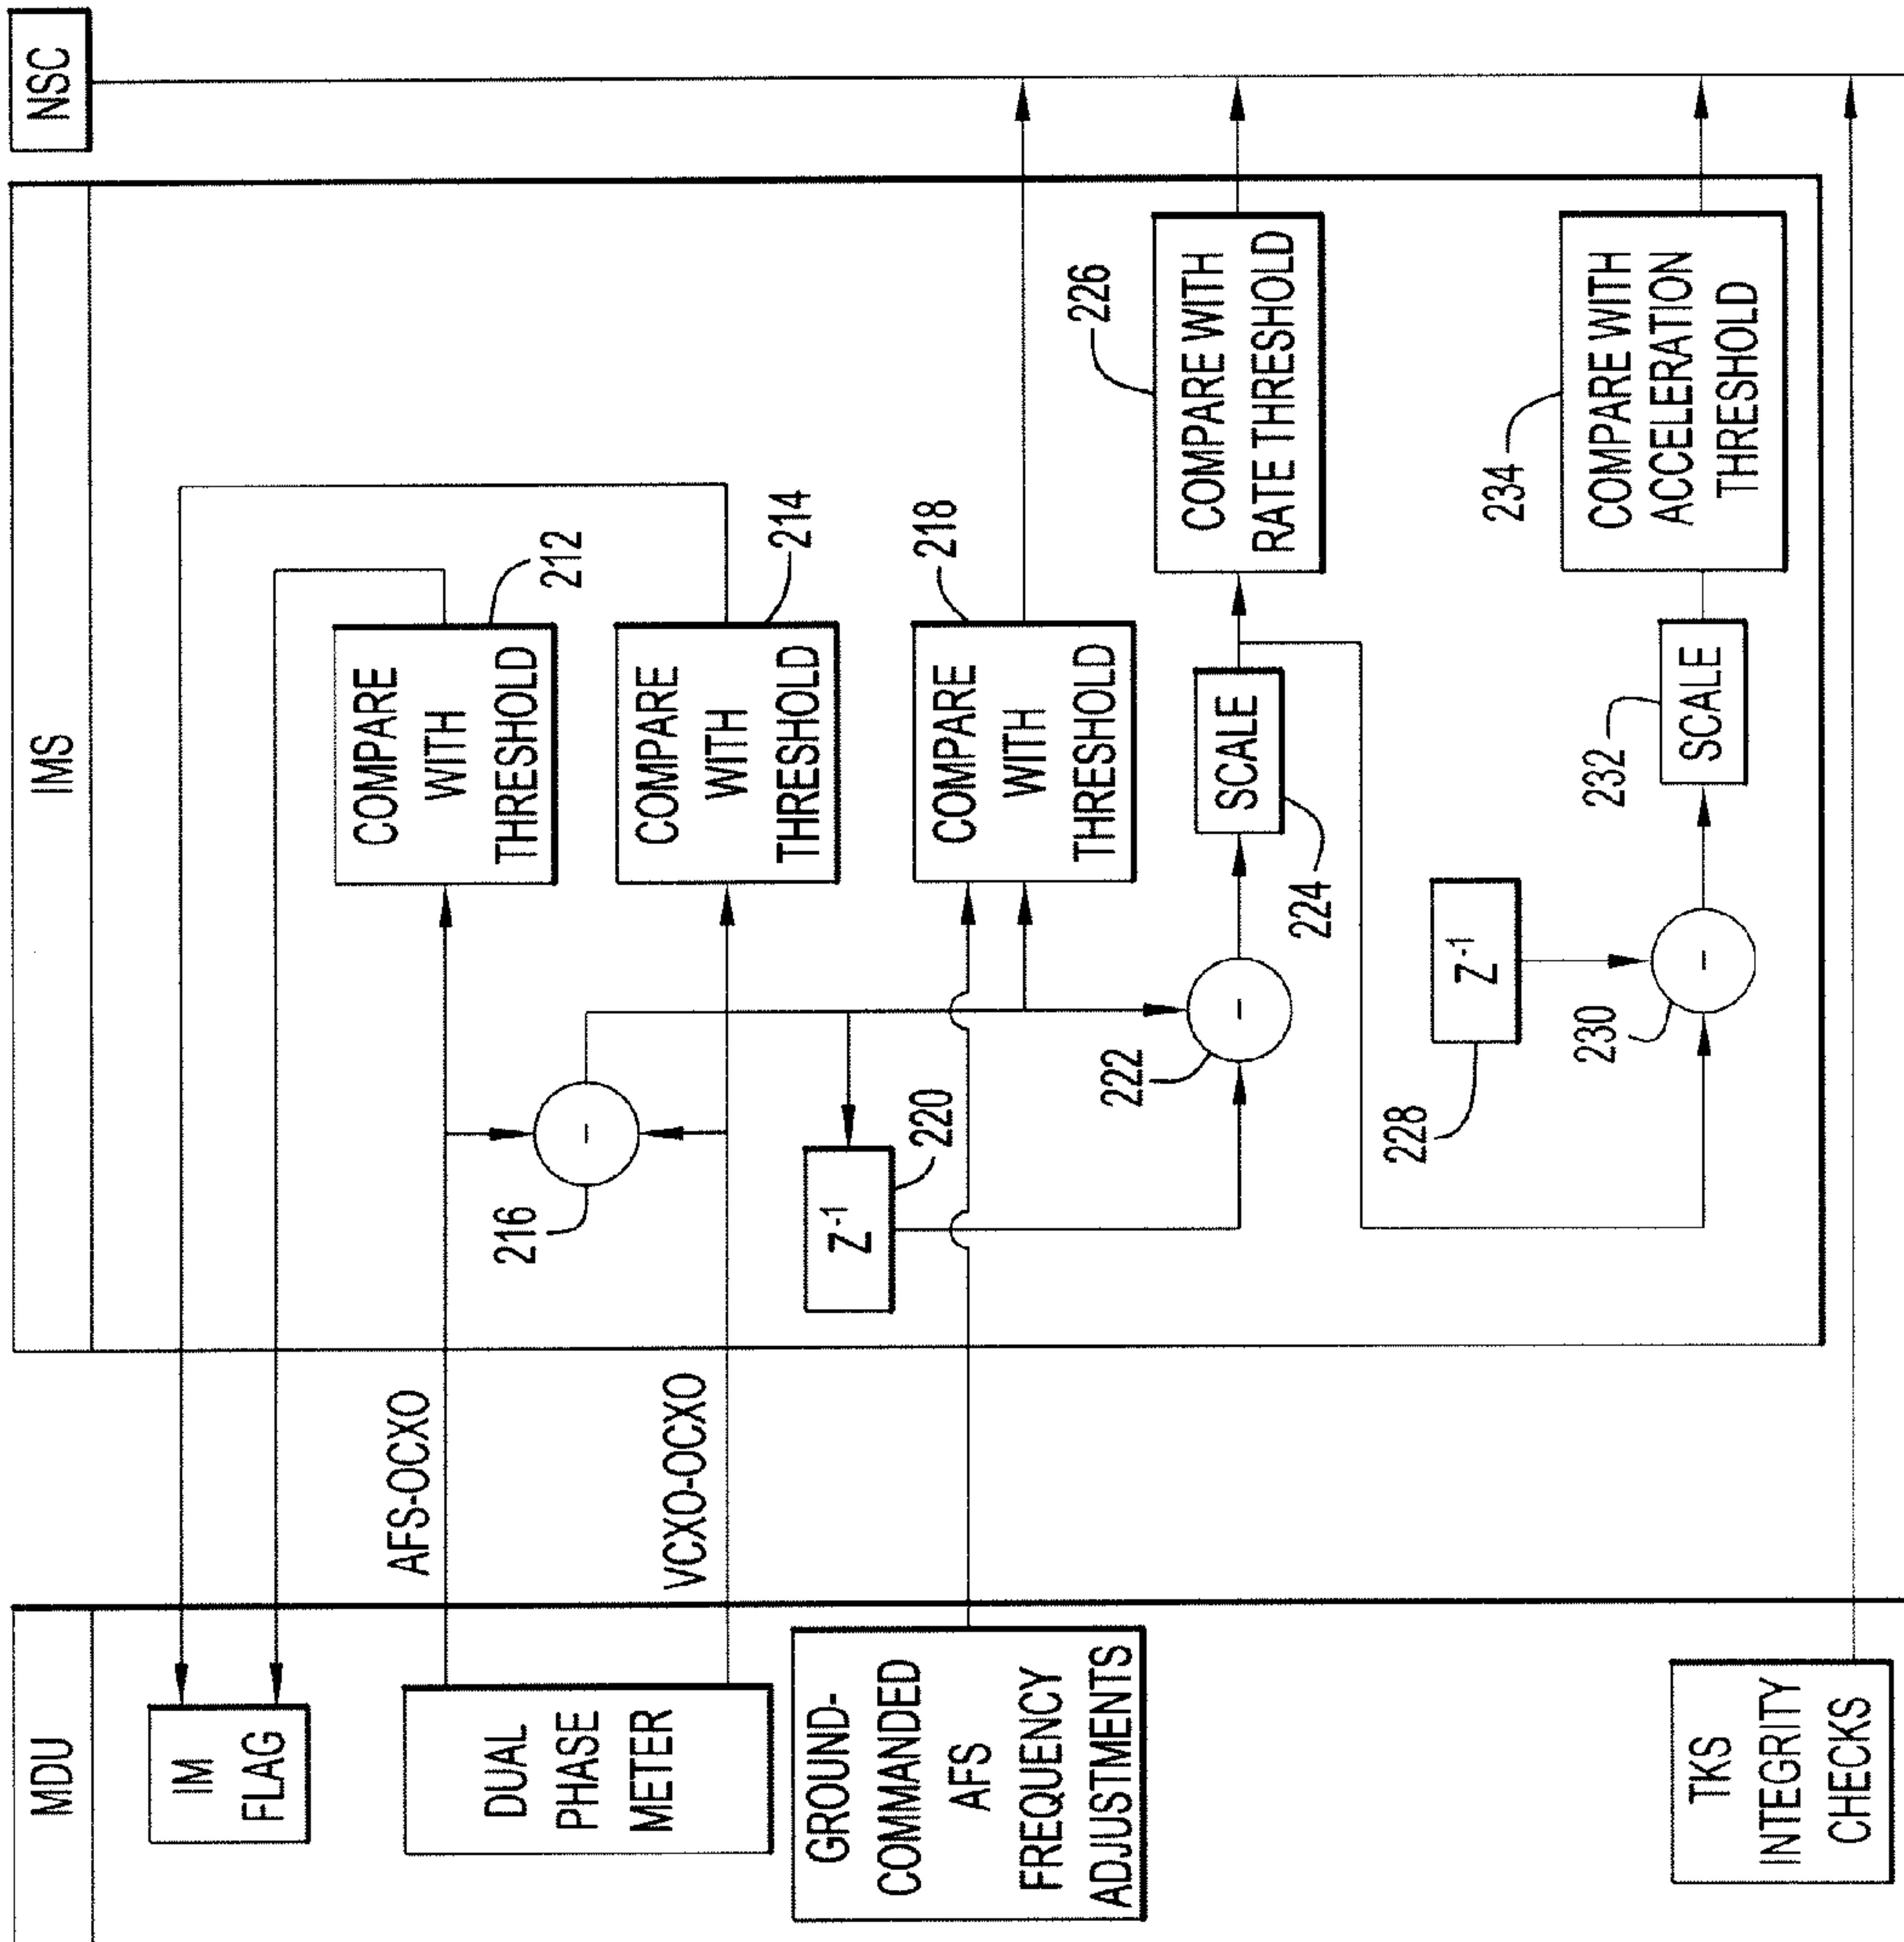 MDU
IMS
NSC
IM
FLAG
DUAL
PHASE
METER
AFS-OCXO
VCXO-OCXO
GROUND-
COMMANDED
AFS
FREQUENCY
ADJUSTMENTS
TKS
INTEGRITY
CHECKS
COMPARE
WITH
THRESHOLD
212
COMPARE
WITH
THRESHOLD
214
216
-
COMPARE
WITH
THRESHOLD
218
Z-1
220
-
222
SCALE
224
COMPARE WITH
RATE THRESHOLD
226
Z-1
228
-
230
SCALE
232
COMPARE WITH
ACCELERATION
THRESHOLD
234